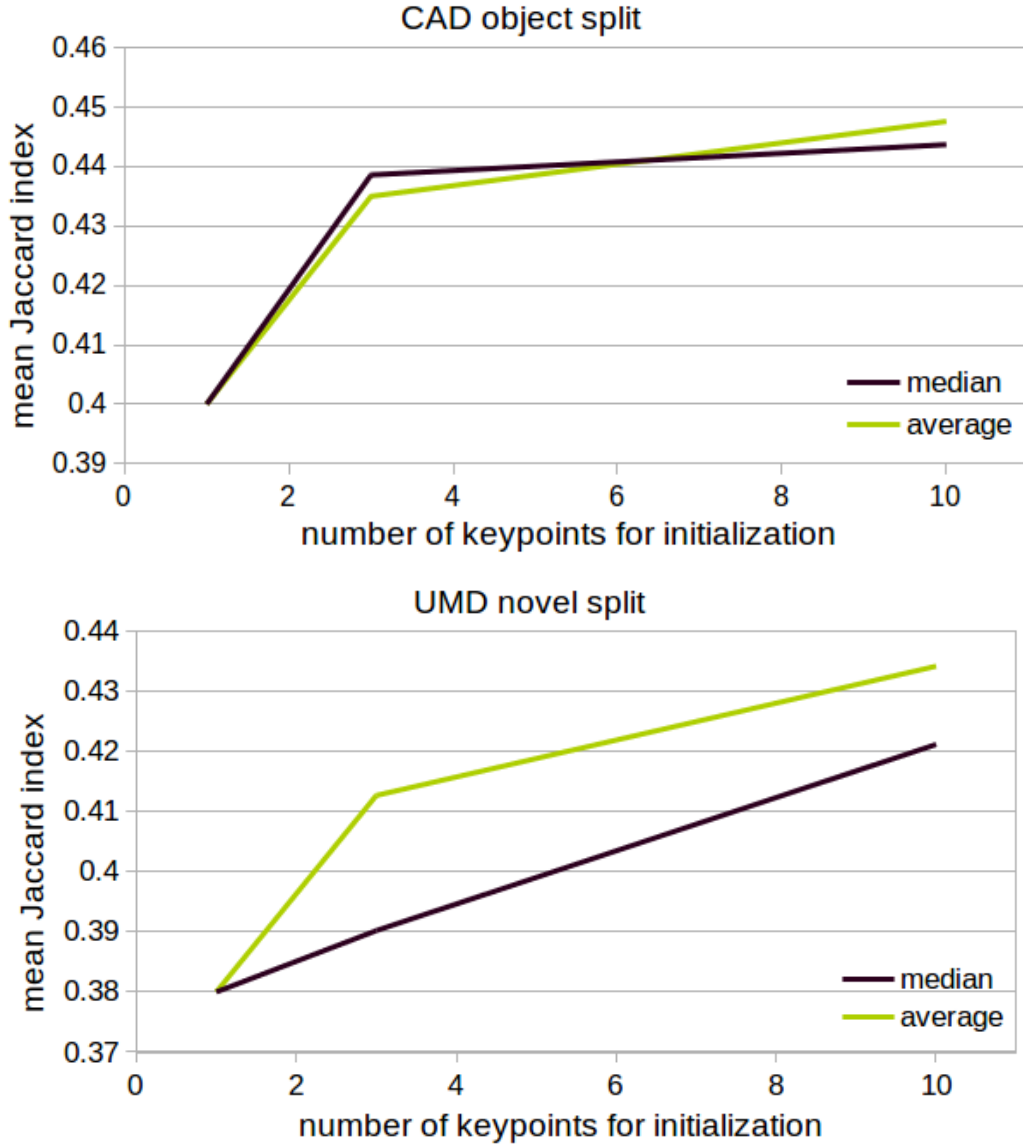 CAD object split
0.46
0.45
0.44
0.43
0.42
0.41
0.4
0.39
mean Jaccard index
median
average
0 2 4 6 8 10
number of keypoints for initialization
UMD novel split
0.44
0.43
0.42
0.41
0.4
0.39
0.38
0.37
mean Jaccard index
median
average
0 2 4 6 8 10
number of keypoints for initialization